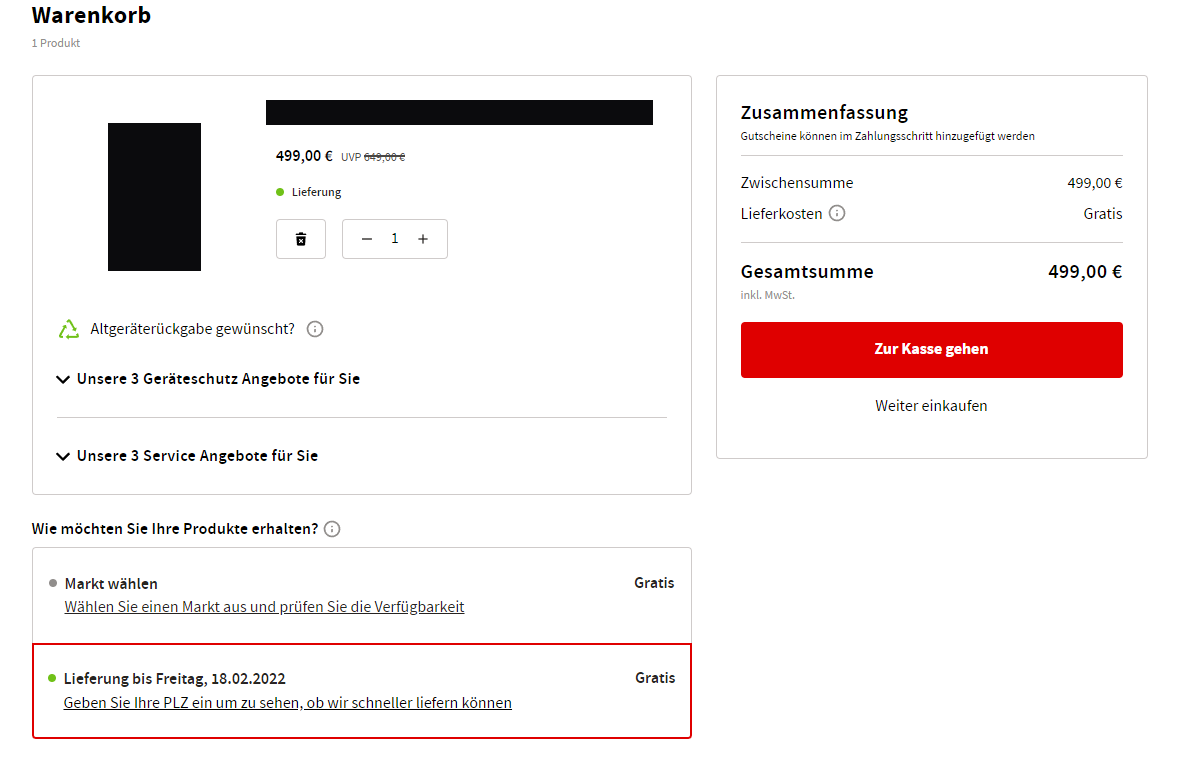 Warenkorb
1 Produkt
499,00 € UVP 649,00 €
Lieferung
1
Altgeräterückgabe gewünscht?
Unsere 3 Geräteschutz Angebote für Sie
Unsere 3 Service Angebote für Sie
Zusammenfassung
Gutscheine können im Zahlungsschritt hinzugefügt werden
Zwischensumme 499,00 €
Lieferkosten Gratis
Gesamtsumme 499,00 €
inkl. MwSt.
Zur Kasse gehen
Weiter einkaufen
Wie möchten Sie Ihre Produkte erhalten?
Markt wählen Gratis
Wählen Sie einen Markt aus und prüfen Sie die Verfügbarkeit
Lieferung bis Freitag, 18.02.2022 Gratis
Geben Sie Ihre PLZ ein um zu sehen, ob wir schneller liefern können